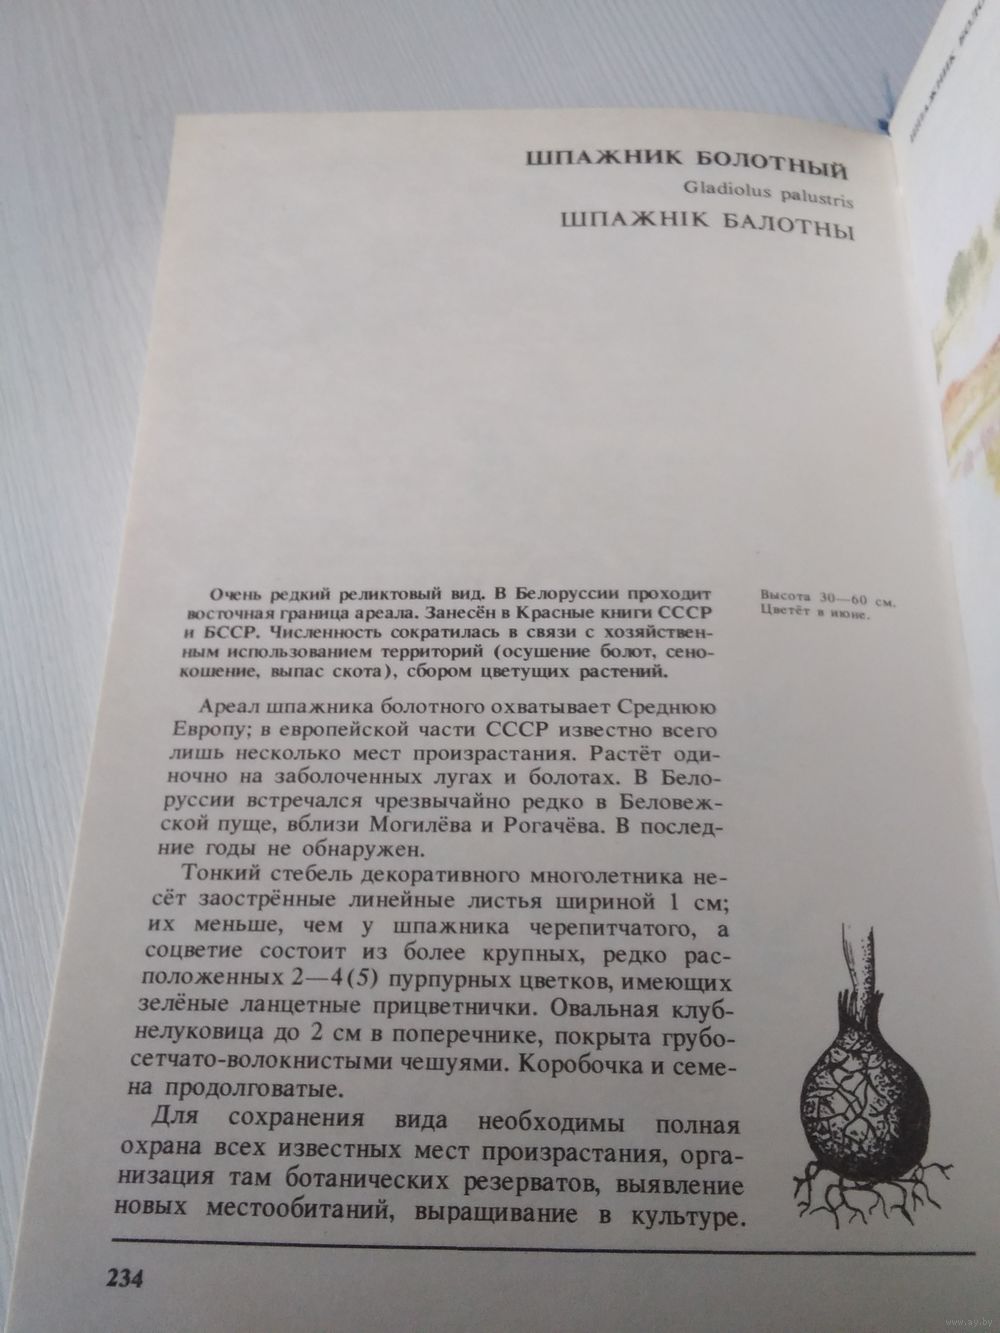 ШПАЖНИК БОЛОТНЫЙ
Gladiolus palustris
ШПАЖНІК БАЛОТНЫ
Очень редкий реликтовый вид. В Белоруссии проходит
восточная граница ареала. Занесён в Красные книги СССР
и БССР. Численность сократилась в связи с хозяйствен-
ным использованием территорий (осушение болот, сено-
кошение, выпас скота), сбором цветущих растений.
Высота 30—60 см.
Цветёт в июне.
Ареал шпажника болотного охватывает Среднюю
Европу; в европейской части СССР известно всего
лишь несколько мест произрастания. Растёт оди-
ночно на заболоченных лугах и болотах. В Бело-
руссии встречался чрезвычайно редко в Беловеж-
ской пуще, вблизи Могилёва и Рогачёва. В послед-
ние годы не обнаружен.
Тонкий стебель декоративного многолетника не-
сёт заострённые линейные листья шириной 1 см;
их меньше, чем у шпажника черепитчатого, а
соцветие состоит из более крупных, редко рас-
положенных 2—4(5) пурпурных цветков, имеющих
зелёные ланцетные прицветнички. Овальная клуб-
нелуковица до 2 см в поперечнике, покрыта грубо-
сетчато-волокнистыми чешуями. Коробочка и семе-
на продолговатые.
Для сохранения вида необходимы полная
охрана всех известных мест произрастания, орга-
низация там ботанических резерватов, выявление
новых местообитаний, выращивание в культуре.
234
ШПАЖНИК БОЛО
www.ay.by